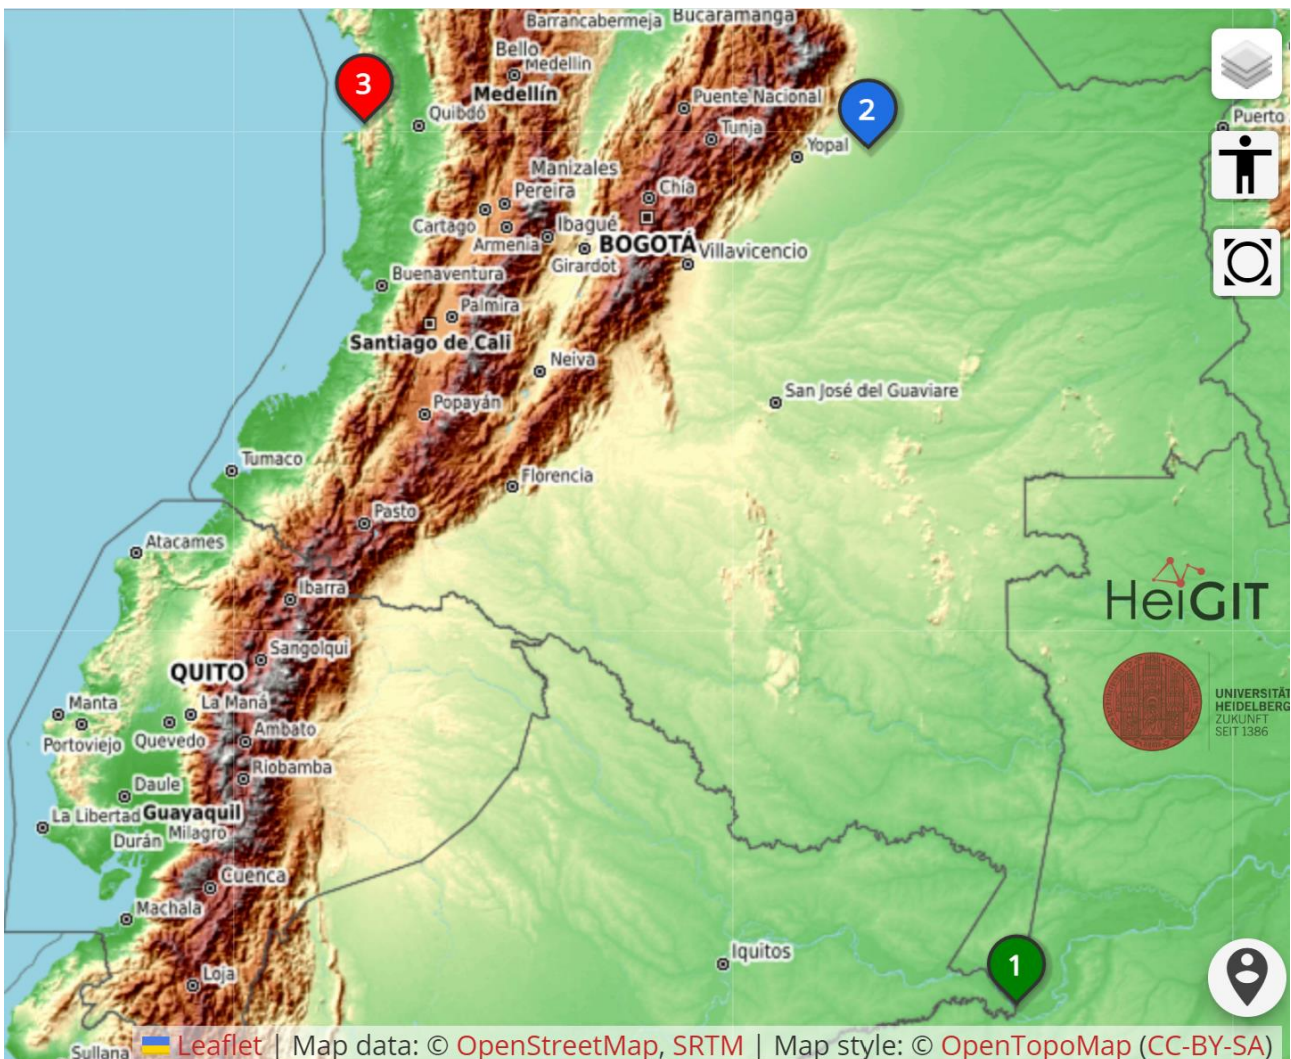 Barrancabermeja
Bucaramanga
Bello
Medellin
Medellín
3
Quibdó
Puente Nacional
2
Puerto
Tunja
Yopal
Manizales
Chía
Pereira
Cartago
Ibagué
BOGOTÁ
Armenia
Girardot
Villavicencio
Buenaventura
Palmira
Santiago de Cali
Neiva
San José del Guaviare
Popayán
Tumaco
Florencia
Pasto
Atacames
Ibarra
HeiGIT
Sangolqui
QUITO
UNIVERSITÄT
HEIDELBERG
ZUKUNFT
SEIT 1386
Manta
La Maná
Portoviejo
Quevedo
Ambato
Riobamba
Daule
La Libertad
Guayaquil
Durán
Milagro
Cuenca
Machala
Iquitos
1
Loja
Sullana
Leaflet | Map data: © OpenStreetMap, SRTM | Map style: © OpenTopoMap (CC-BY-SA)